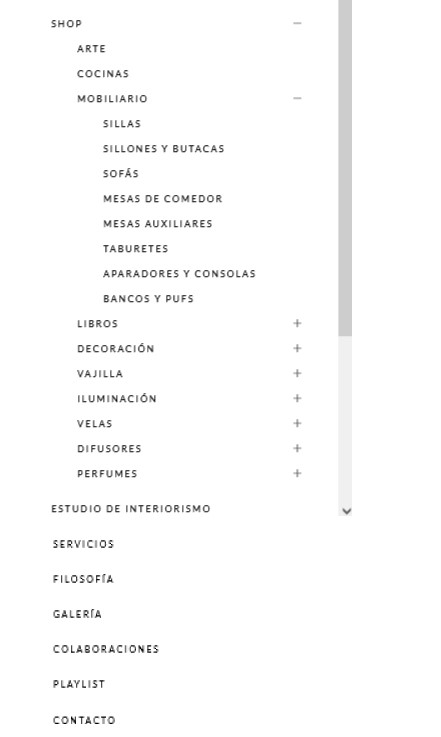 SHOP
ARTE
COCINAS
MOBILIARIO
SILLAS
SILLONES Y BUTACAS
SOFÁS
MESAS DE COMEDOR
MESAS AUXILIARES
TABURETES
APARADORES Y CONSOLAS
BANCOS Y PUFS
LIBROS
DECORACIÓN
VAJILLA
ILUMINACIÓN
VELAS
DIFUSORES
PERFUMES
ESTUDIO DE INTERIORISMO
SERVICIOS
FILOSOFÍA
GALERÍA
COLABORACIONES
PLAYLIST
CONTACTO